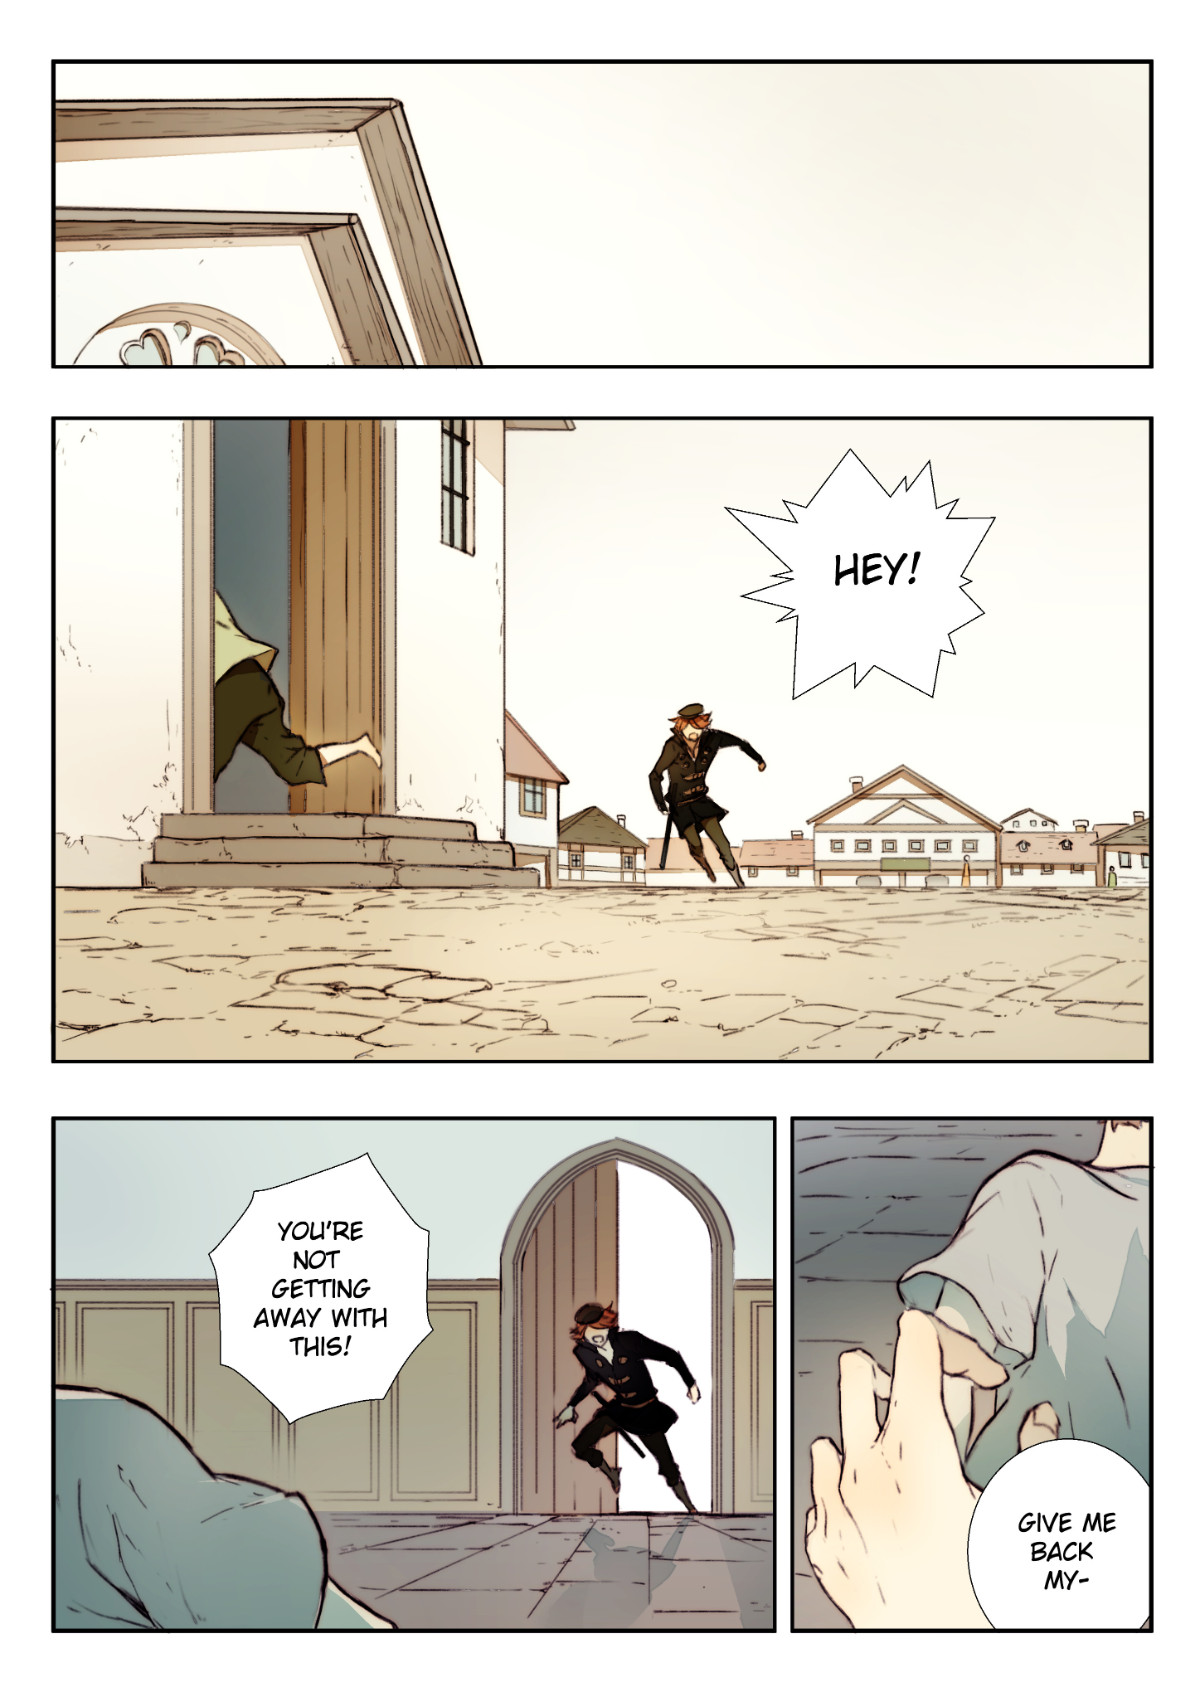 HEY!
YOU'RE
NOT
GETTING
AWAY WITH
THIS!
GIVE ME
BACK
MY-